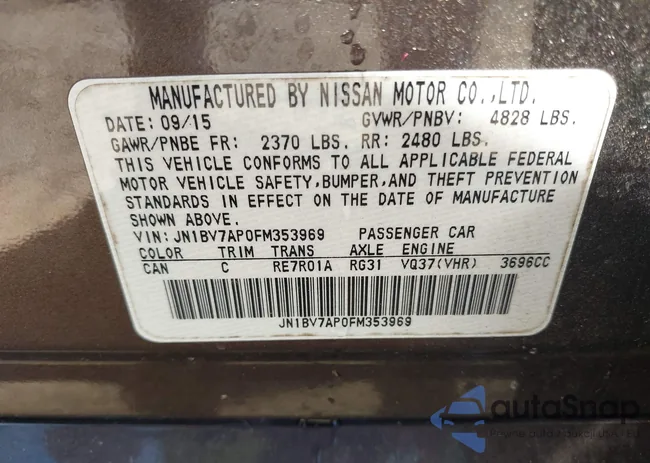 MANUFACTURED BY NISSAN MOTOR CO.,LTD.
DATE: 09/15 GVWR/PNBV: 4828 LBS.
GAWR/PNBE FR: 2370 LBS. RR: 2480 LBS.
THIS VEHICLE CONFORMS TO ALL APPLICABLE FEDERAL
MOTOR VEHICLE SAFETY,BUMPER,AND THEFT PREVENTION
STANDARDS IN EFFECT ON THE DATE OF MANUFACTURE
SHOWN ABOVE.
VIN: JN1BV7AP0FM353969 PASSENGER CAR
COLOR TRIM TRANS AXLE ENGINE
CAN C RE7R01A RG31 VQ37(VHR) 3696CC
JN1BV7AP0FM353969
autoSnap